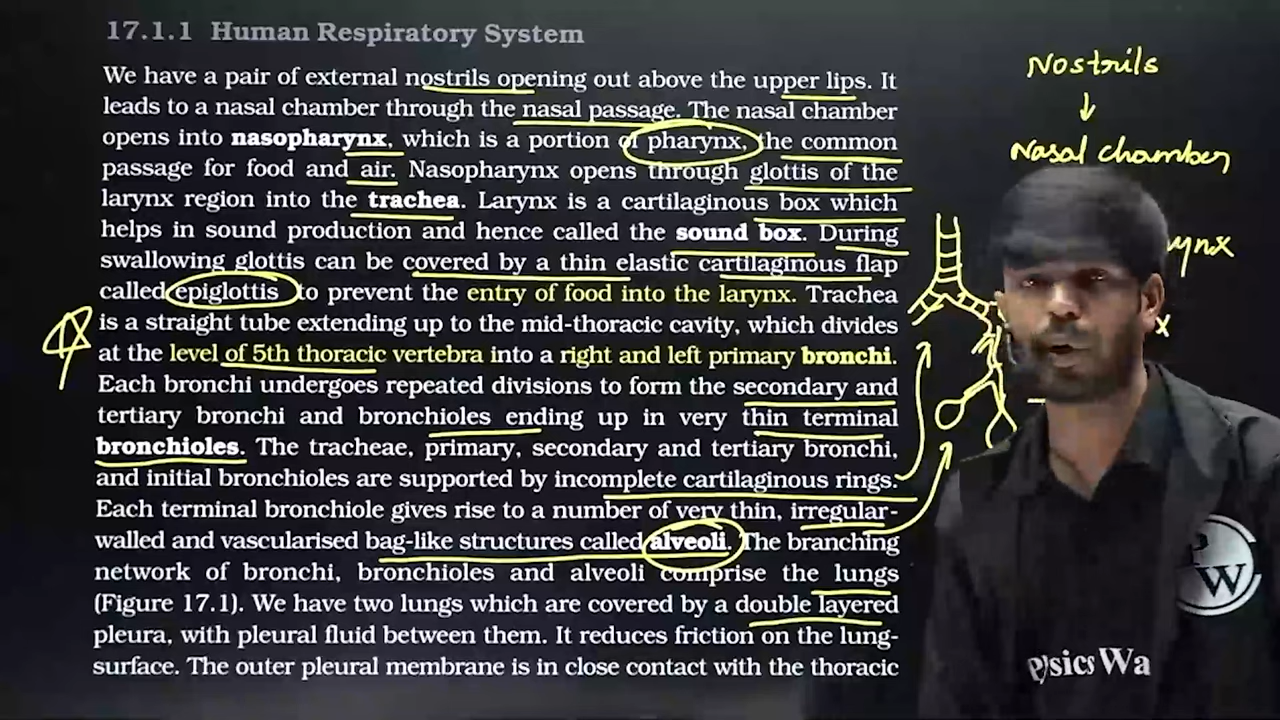 17.1.1 Human Respiratory System
We have a pair of external nostrils opening out above the upper lips. It
leads to a nasal chamber through the nasal passage. The nasal chamber
opens into nasopharynx, which is a portion of pharynx, the common
passage for food and air. Nasopharynx opens through glottis of the
larynx region into the trachea. Larynx is a cartilaginous box which
helps in sound production and hence called the sound box. During
swallowing glottis can be covered by a thin elastic cartilaginous flap
called epiglottis to prevent the entry of food into the larynx. Trachea
is a straight tube extending up to the mid-thoracic cavity, which divides
at the level of 5th thoracic vertebra into a right and left primary bronchi.
Each bronchi undergoes repeated divisions to form the secondary and
tertiary bronchi and bronchioles ending up in very thin terminal
bronchioles. The tracheae, primary, secondary and tertiary bronchi,
and initial bronchioles are supported by incomplete cartilaginous rings.
Each terminal bronchiole gives rise to a number of very thin, irregular-
walled and vascularised bag-like structures called alveoli. The branching
network of bronchi, bronchioles and alveoli comprise the lungs
(Figure 17.1). We have two lungs which are covered by a double layered
pleura, with pleural fluid between them. It reduces friction on the lung-
surface. The outer pleural membrane is in close contact with the thoracic
Nostrils
↓
Nasal chamber
ynx
x
PW